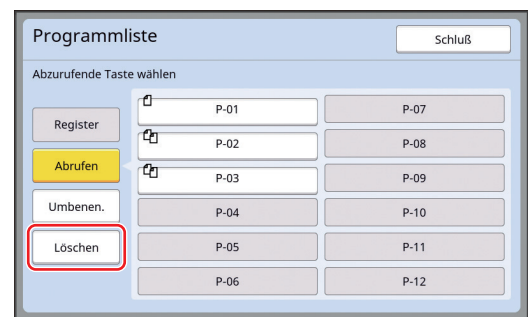 Programmliste
Schluß
Abzurufende Taste wählen
Register
Abrufen
Umbenen.
Löschen
P-01
P-02
P-03
P-04
P-05
P-06
P-07
P-08
P-09
P-10
P-11
P-12